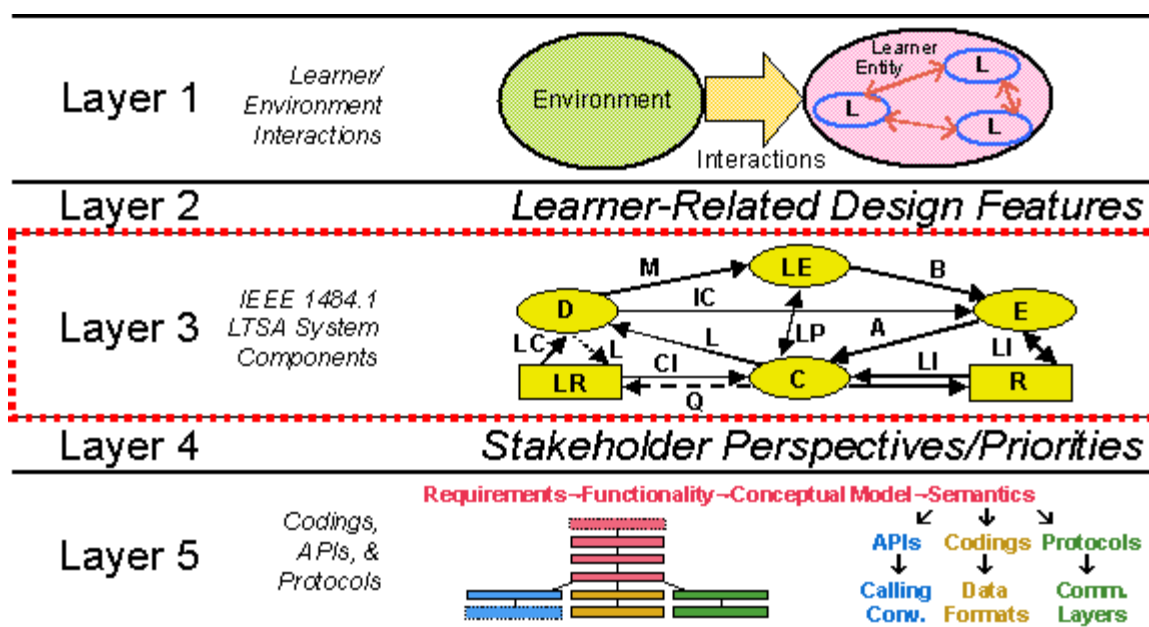 Layer 1
Learner/
Environment
Interactions
Environment
Interactions
Learner
Entity
L
L
L
Layer 2
Learner-Related Design Features
Layer 3
IEEE 1484.1
LTSA System
Components
M
LE
B
D
IC
E
LC
L
L
LP
A
LI
LR
CI
C
LI
R
Q
Layer 4
Stakeholder Perspectives/Priorities
Layer 5
Codings,
APIs, &
Protocols
Requirements→Functionality→Conceptual Model→Semantics
APIs
Codings
Protocols
Calling
Conv.
Data
Formats
Comm.
Layers